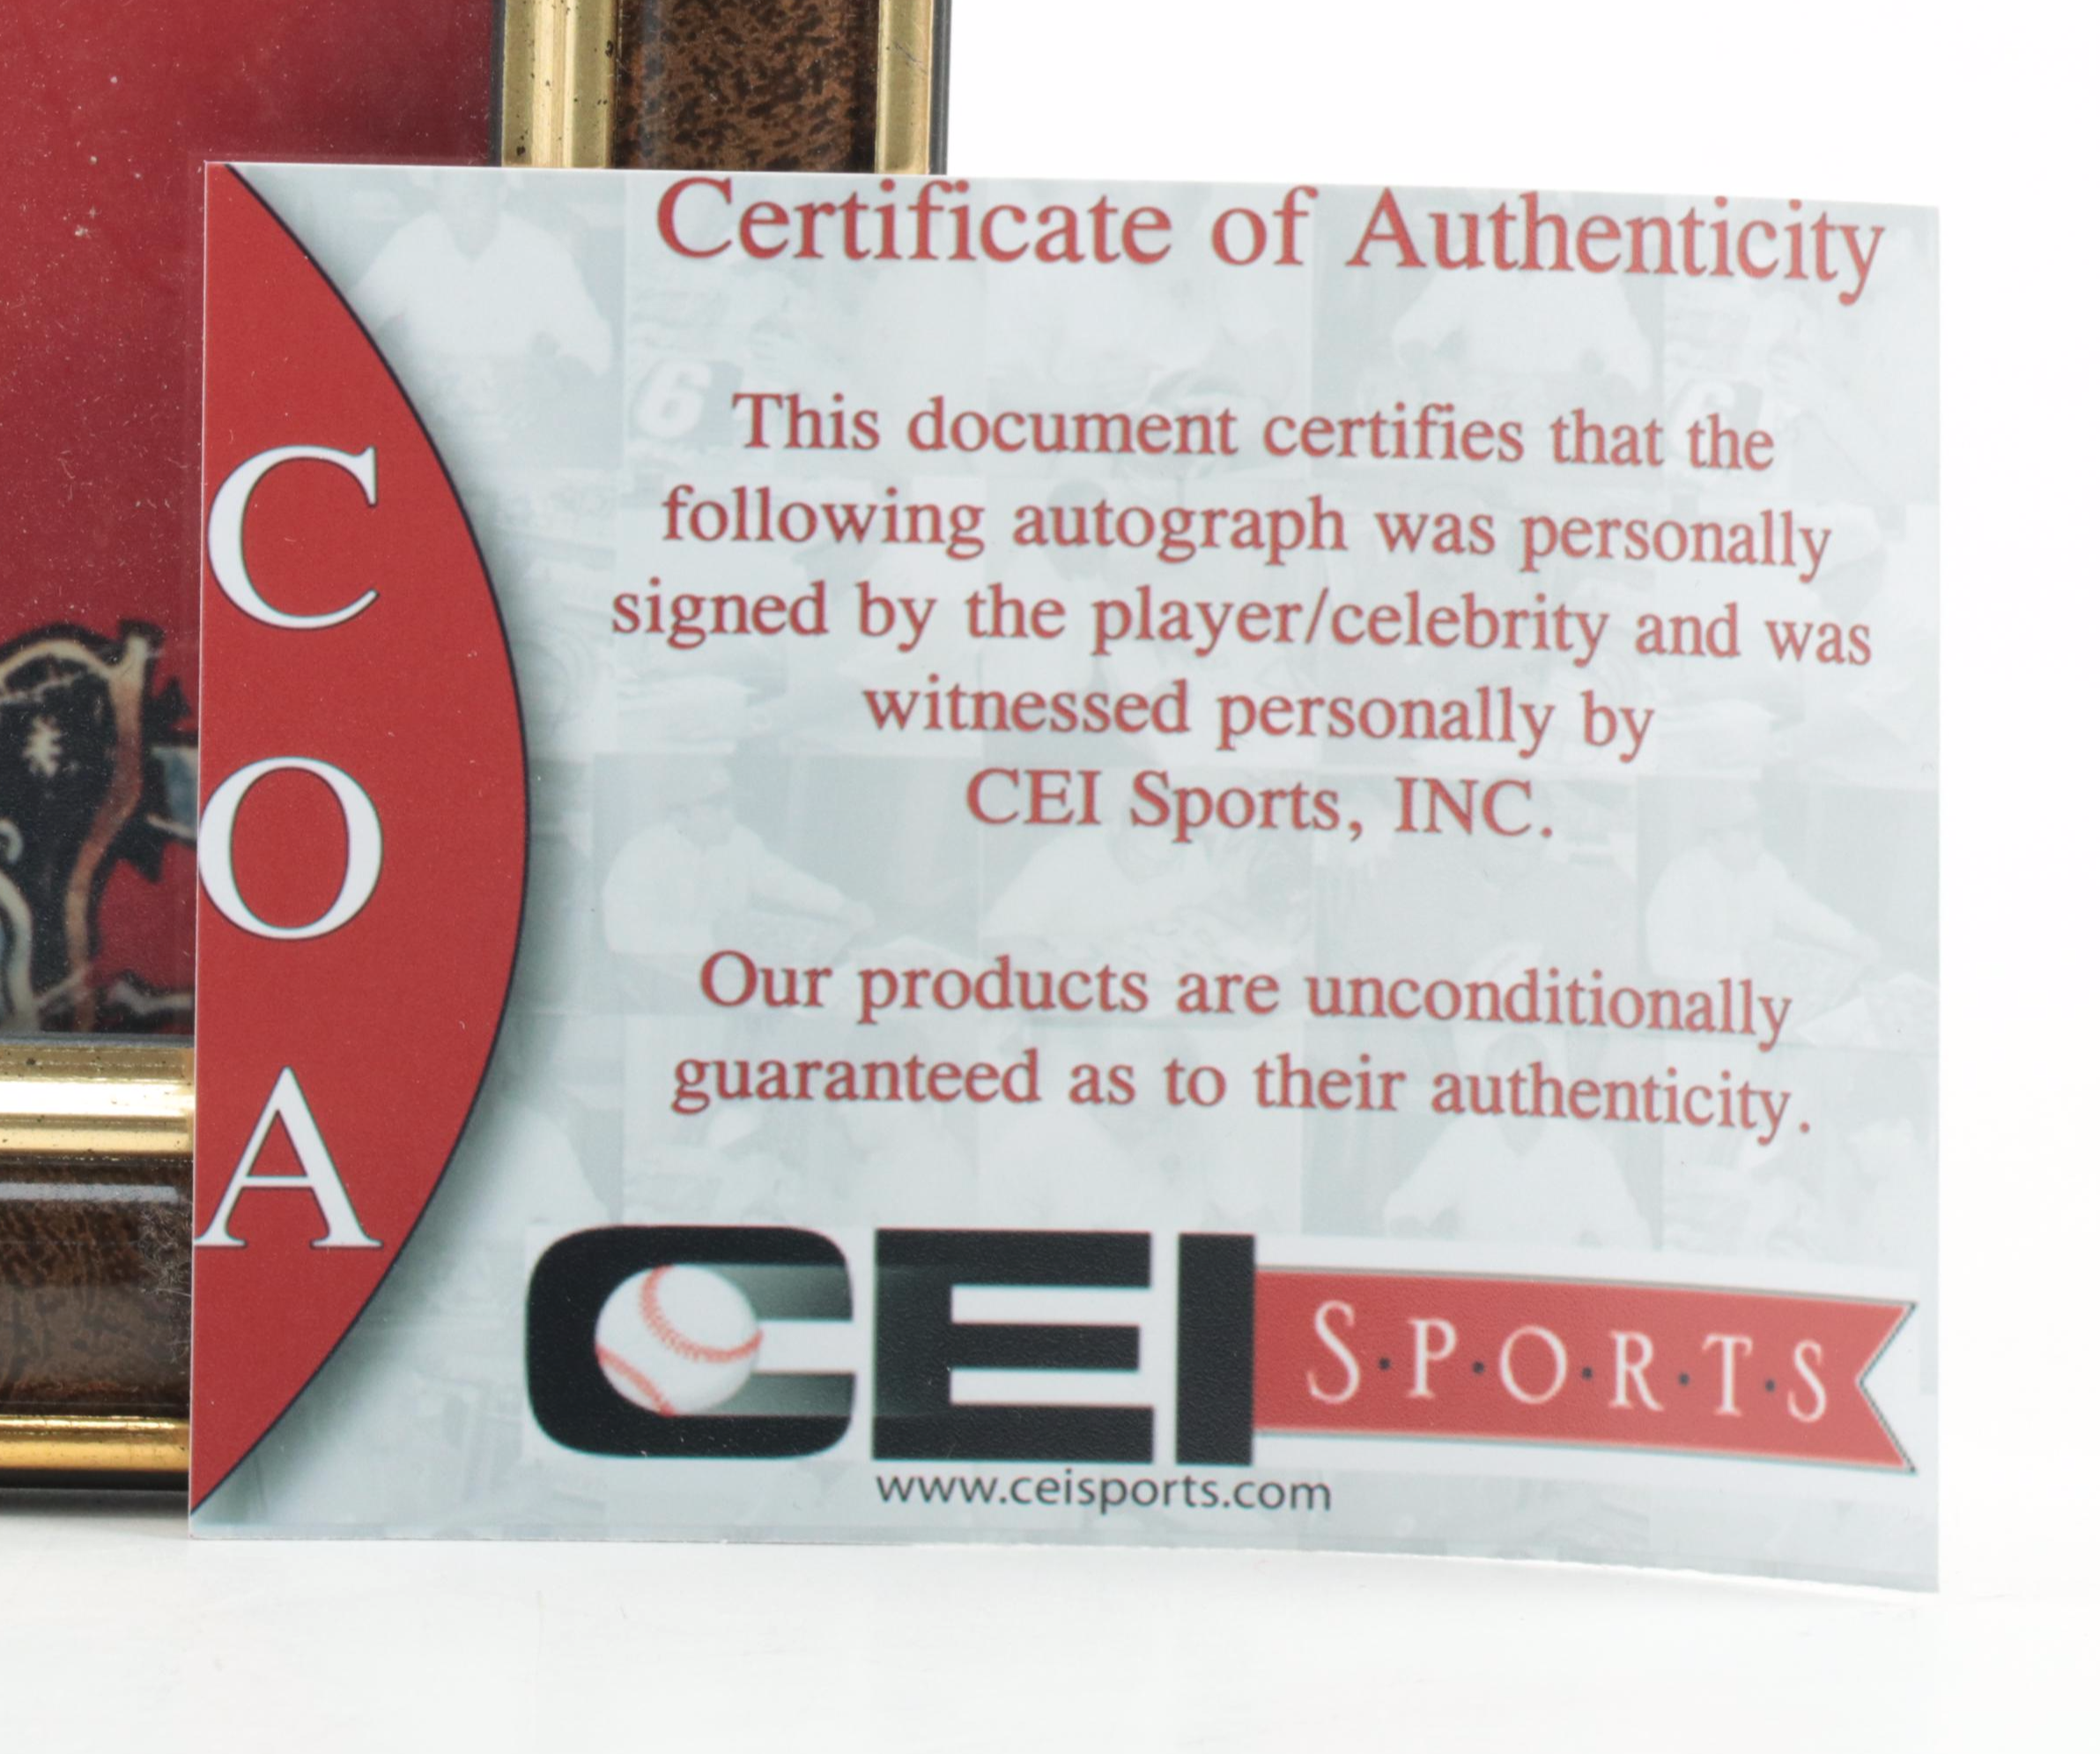 C
O
A
Certificate of Authenticity
This document certifies that the
following autograph was personally
signed by the player/celebrity and was
witnessed personally by
CEI Sports, INC.
Our products are unconditionally
guaranteed as to their authenticity.
CEI S·P·O·R·T·S
www.ceisports.com
6